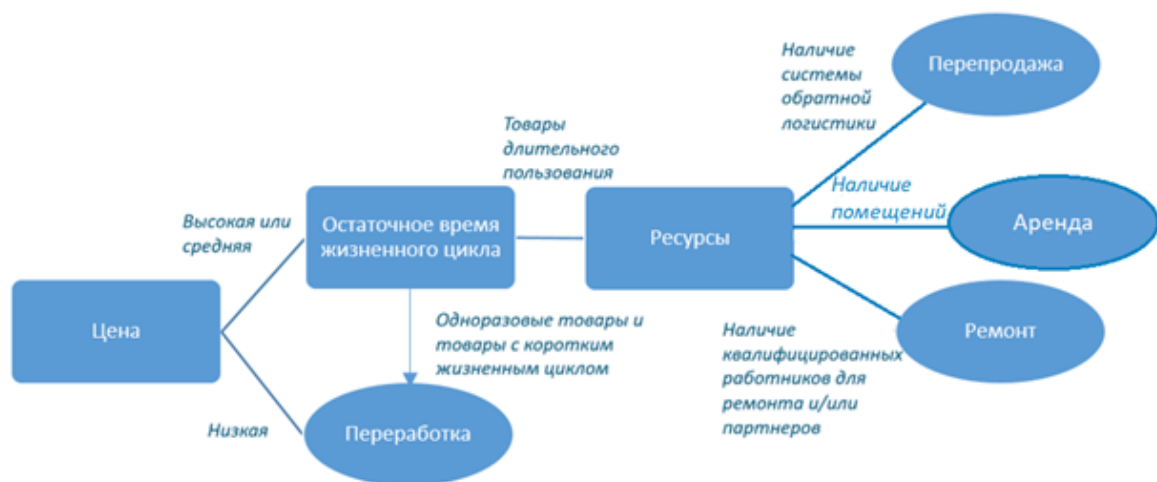 Наличие
системы
обратной
логистики
Перепродажа
Товары
длительного
пользования
Наличие
помещений
Аренда
Высокая или
средняя
Остаточное время
жизненного цикла
Ресурсы
Цена
Одноразовые товары и
товары с коротким
жизненным циклом
Наличие
квалифицированных
работников для
ремонта и/или
партнеров
Ремонт
Низкая
Переработка